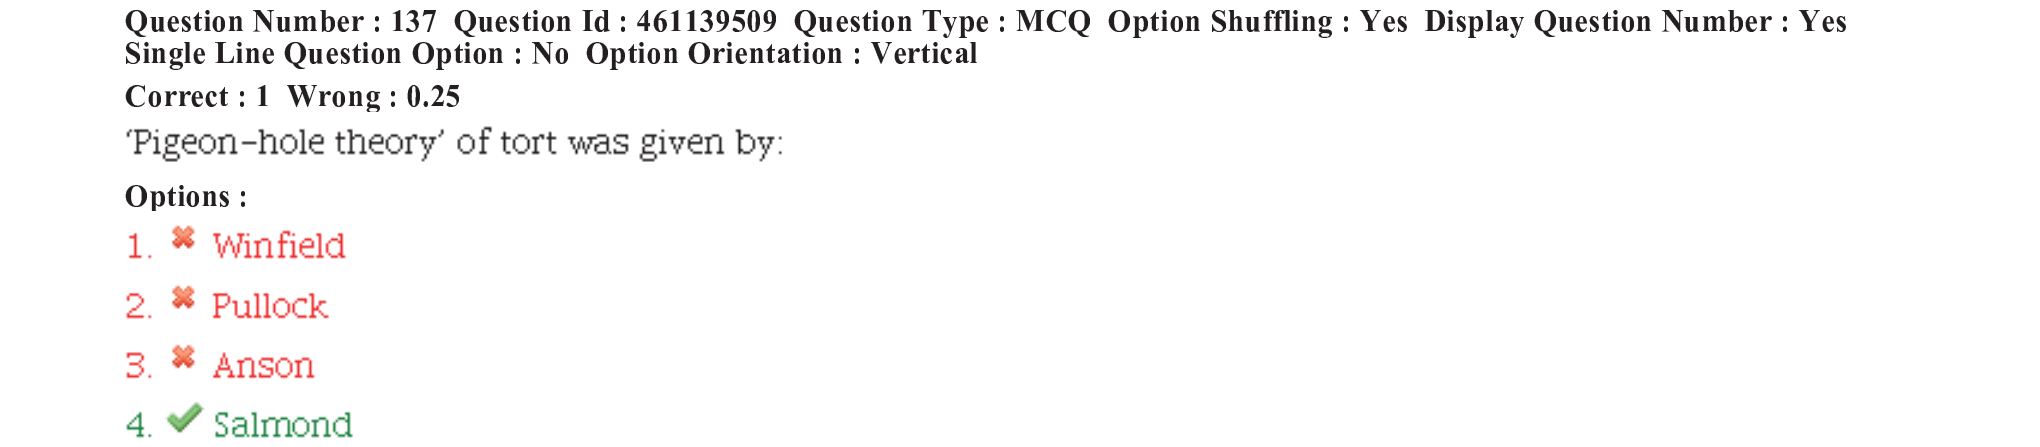 Question Number : 137 Question Id : 461139509 Question Type : MCQ Option Shuffling : Yes Display Question Number : Yes
Single Line Question Option : No Option Orientation : Vertical
Correct : 1 Wrong : 0.25
'Pigeon-hole theory' of tort was given by:
Options :
1. Winfield
2. Pullock
3. Anson
4. Salmond